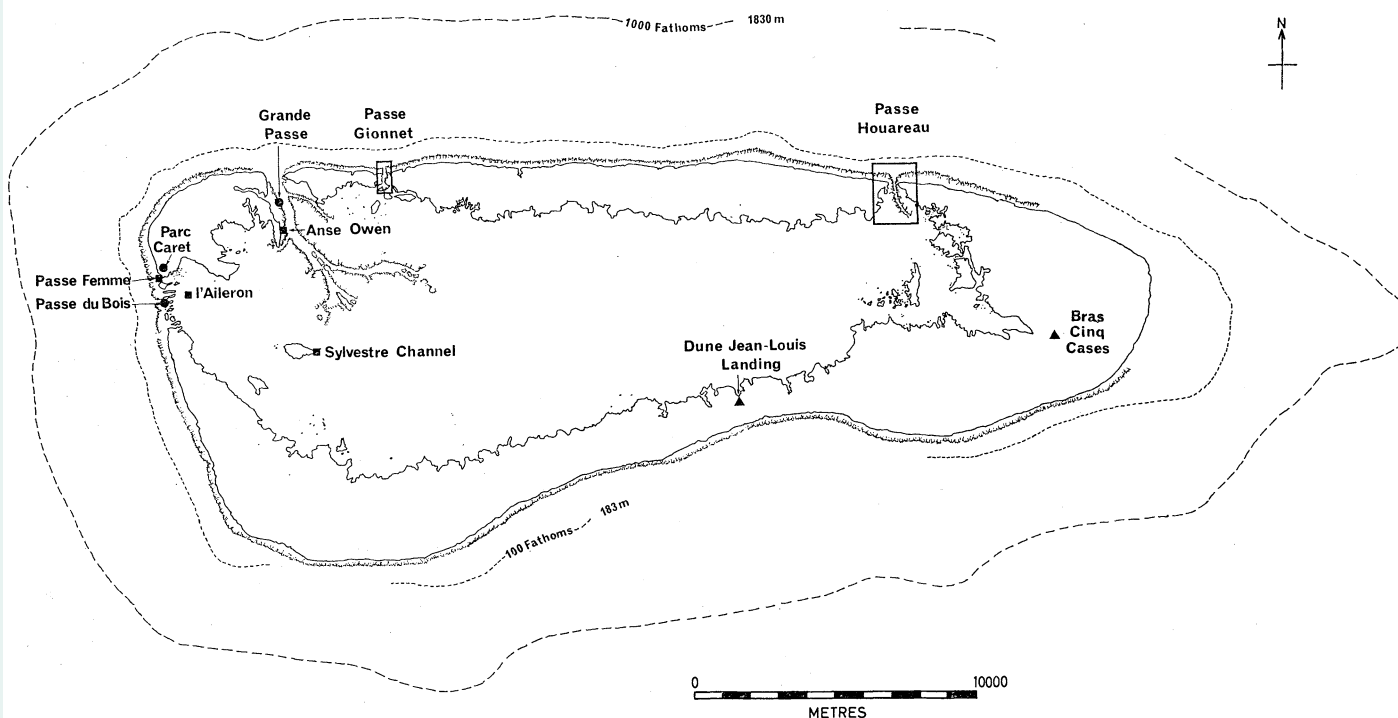 1000 Fathoms
1830 m
N
Grande
Passe
Passe
Gionnet
Passe
Houareau
Parc
Caret
Anse Owen
Passe Femme
l'Aileron
Passe du Bois
Bras
Cinq
Cases
Sylvestre Channel
Dune Jean-Louis
Landing
100 Fathoms
183 m
0
10000
METRES